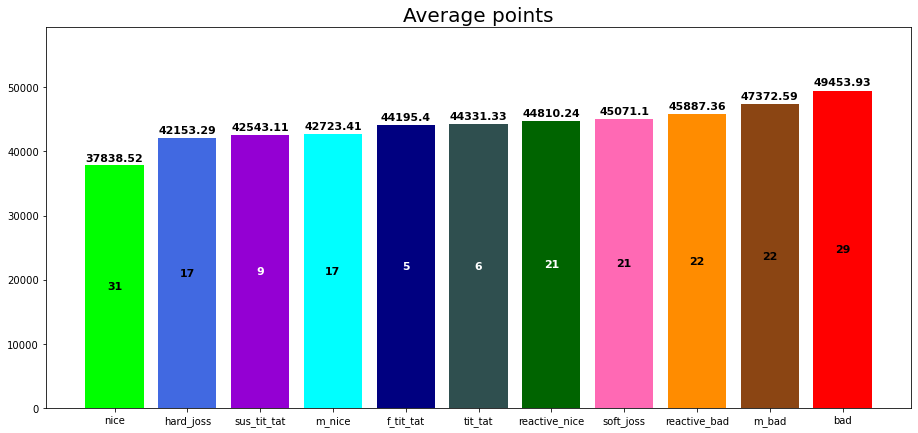 Average points
50000
40000
30000
20000
10000
0
37838.52
42153.29
42543.11
42723.41
44195.4
44331.33
44810.24
45071.1
45887.36
47372.59
49453.93
31
17
9
17
5
6
21
21
22
22
29
nice
hard_joss
sus_tit_tat
m_nice
f_tit_tat
tit_tat
reactive_nice
soft_joss
reactive_bad
m_bad
bad